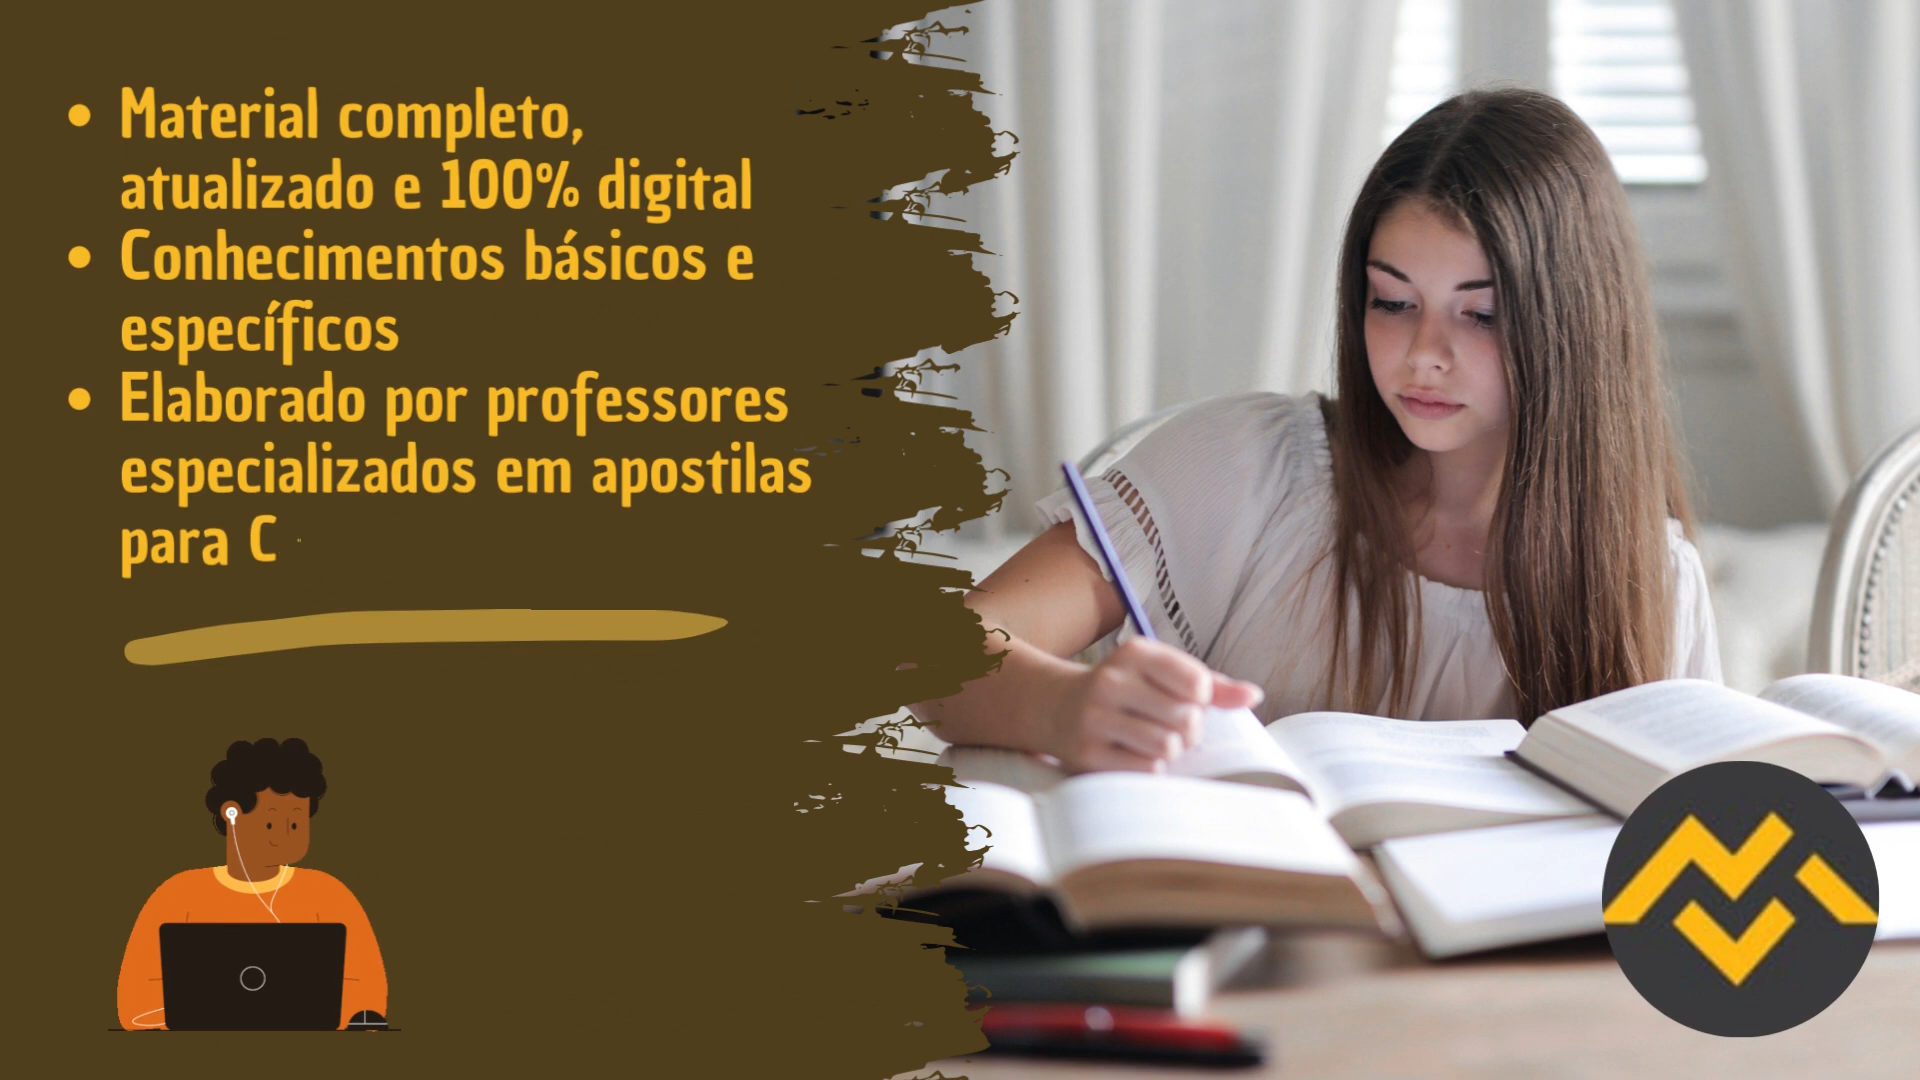 Material completo,
atualizado e 100% digital
Conhecimentos básicos e
específicos
Elaborado por professores
especializados em apostilas
para C